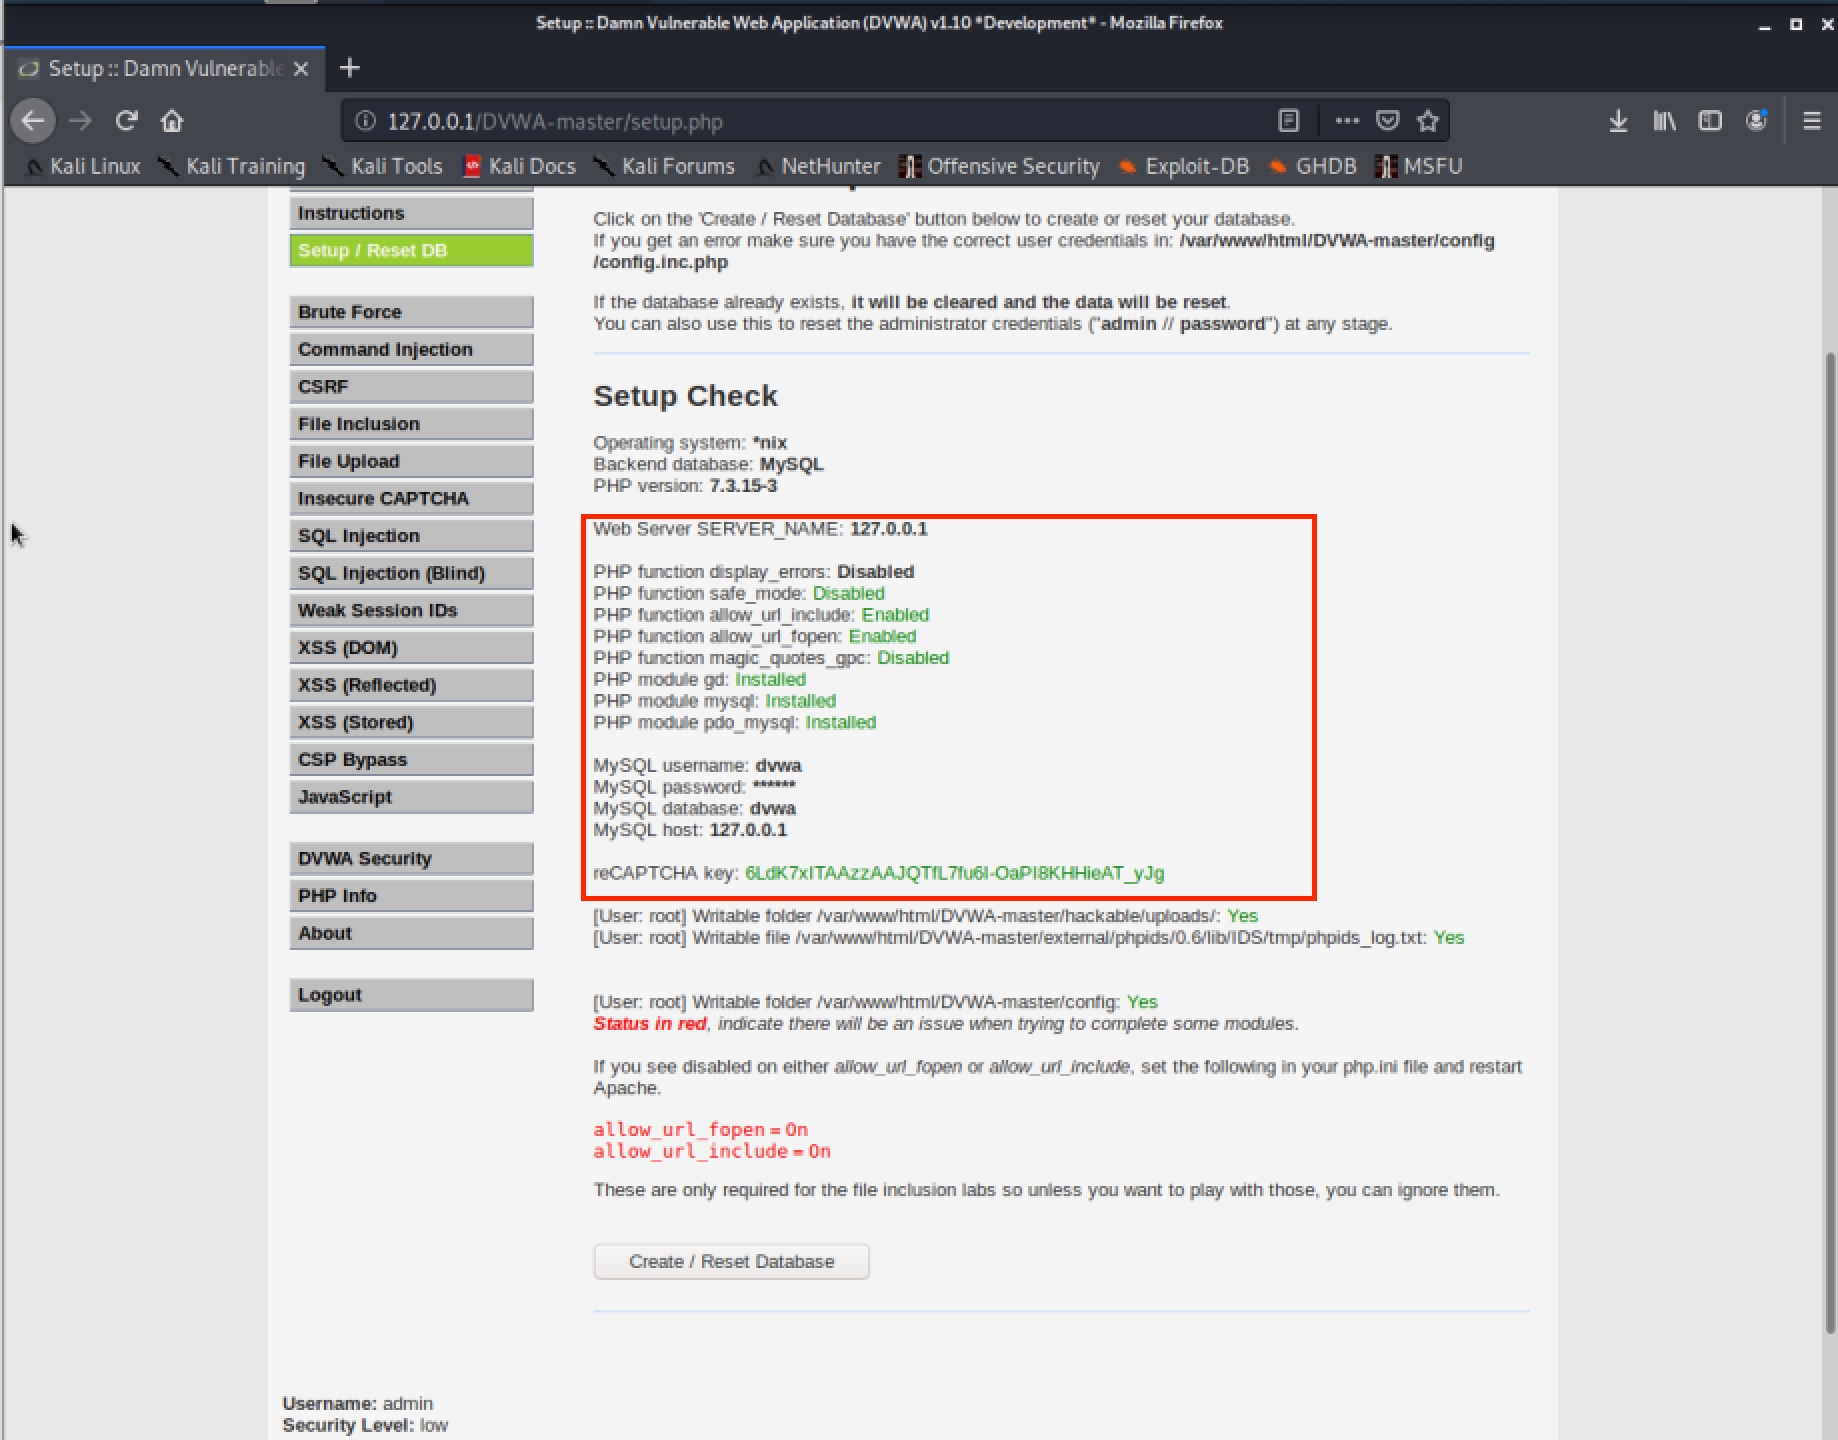 Setup :: Damn Vulnerable Web Application (DVWA) v1.10 *Development* - Mozilla Firefox
Setup :: Damn Vulnerable
127.0.0.1/DVWA-master/setup.php
Kali Linux Kali Training Kali Tools Kali Docs Kali Forums NetHunter Offensive Security Exploit-DB GHDB MSFU
Instructions
Setup / Reset DB
Brute Force
Command Injection
CSRF
File Inclusion
File Upload
Insecure CAPTCHA
SQL Injection
SQL Injection (Blind)
Weak Session IDs
XSS (DOM)
XSS (Reflected)
XSS (Stored)
CSP Bypass
JavaScript
DVWA Security
PHP Info
About
Logout
Click on the 'Create / Reset Database' button below to create or reset your database.
If you get an error make sure you have the correct user credentials in: /var/www/html/DVWA-master/config
/config.inc.php
If the database already exists, it will be cleared and the data will be reset.
You can also use this to reset the administrator credentials ("admin // password") at any stage.
Setup Check
Operating system: *nix
Backend database: MySQL
PHP version: 7.3.15-3
Web Server SERVER_NAME: 127.0.0.1
PHP function display_errors: Disabled
PHP function safe_mode: Disabled
PHP function allow_url_include: Enabled
PHP function allow_url_fopen: Enabled
PHP function magic_quotes_gpc: Disabled
PHP module gd: Installed
PHP module mysql: Installed
PHP module pdo_mysql: Installed
MySQL username: dvwa
MySQL password: ******
MySQL database: dvwa
MySQL host: 127.0.0.1
reCAPTCHA key: 6LdK7xITAAzzAAJQTfL7fu6I-0aPl8KHHieAT_yJg
[User: root] Writable folder /var/www/html/DVWA-master/hackable/uploads/: Yes
[User: root] Writable file /var/www/html/DVWA-master/external/phpids/0.6/lib/IDS/tmp/phpids_log.txt: Yes
[User: root] Writable folder /var/www/html/DVWA-master/config: Yes
Status in red, indicate there will be an issue when trying to complete some modules.
If you see disabled on either allow_url_fopen or allow_url_include, set the following in your php.ini file and restart
Apache.
allow_url_fopen = On
allow_url_include = On
These are only required for the file inclusion labs so unless you want to play with those, you can ignore them.
Create / Reset Database
Username: admin
Security Level: low